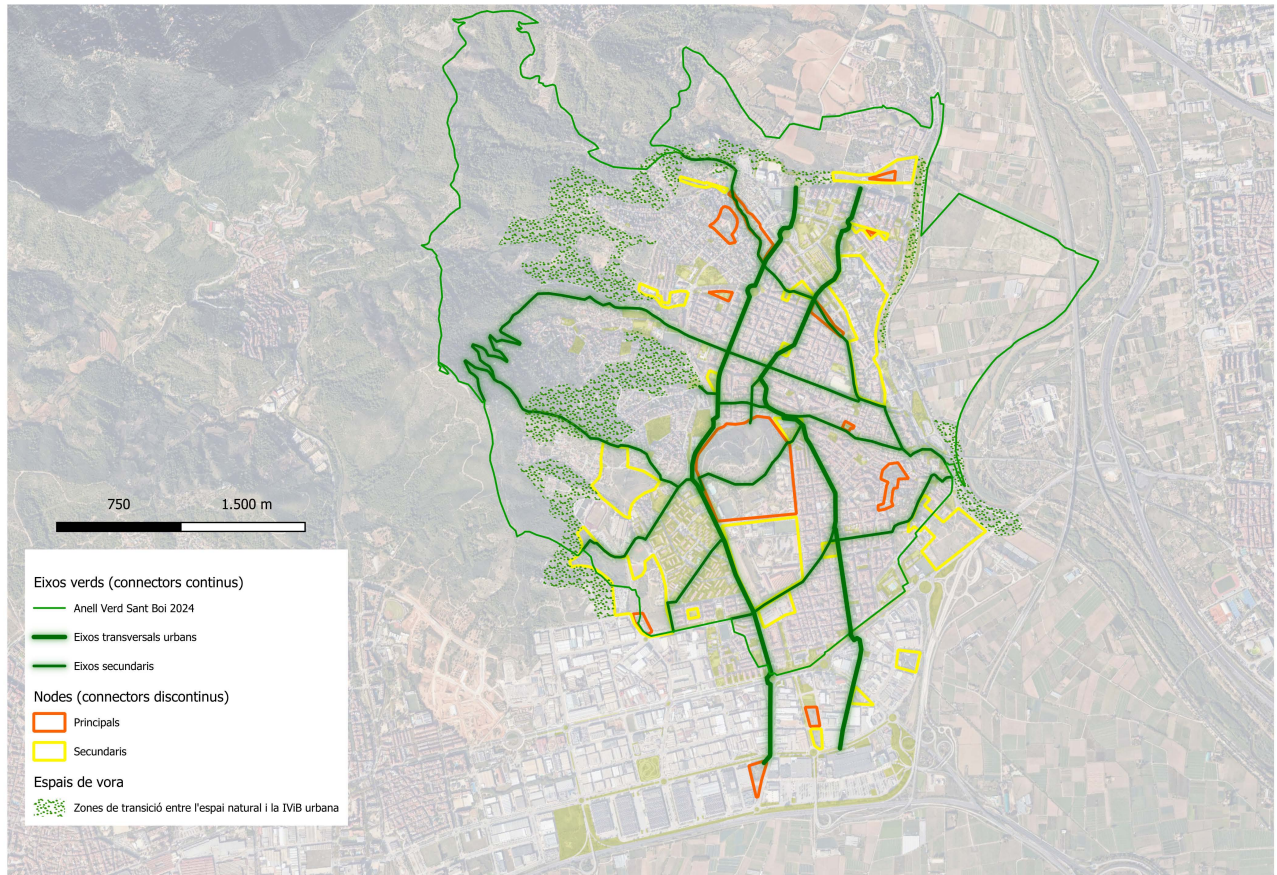 750
1.500 m
Eixos verds (connectors continus)
Anell Verd Sant Boi 2024
Eixos transversals urbans
Eixos secundaris
Nodes (connectors discontinus)
Principals
Secundaris
Espais de vora
Zones de transició entre l'espai natural i la IViB urbana